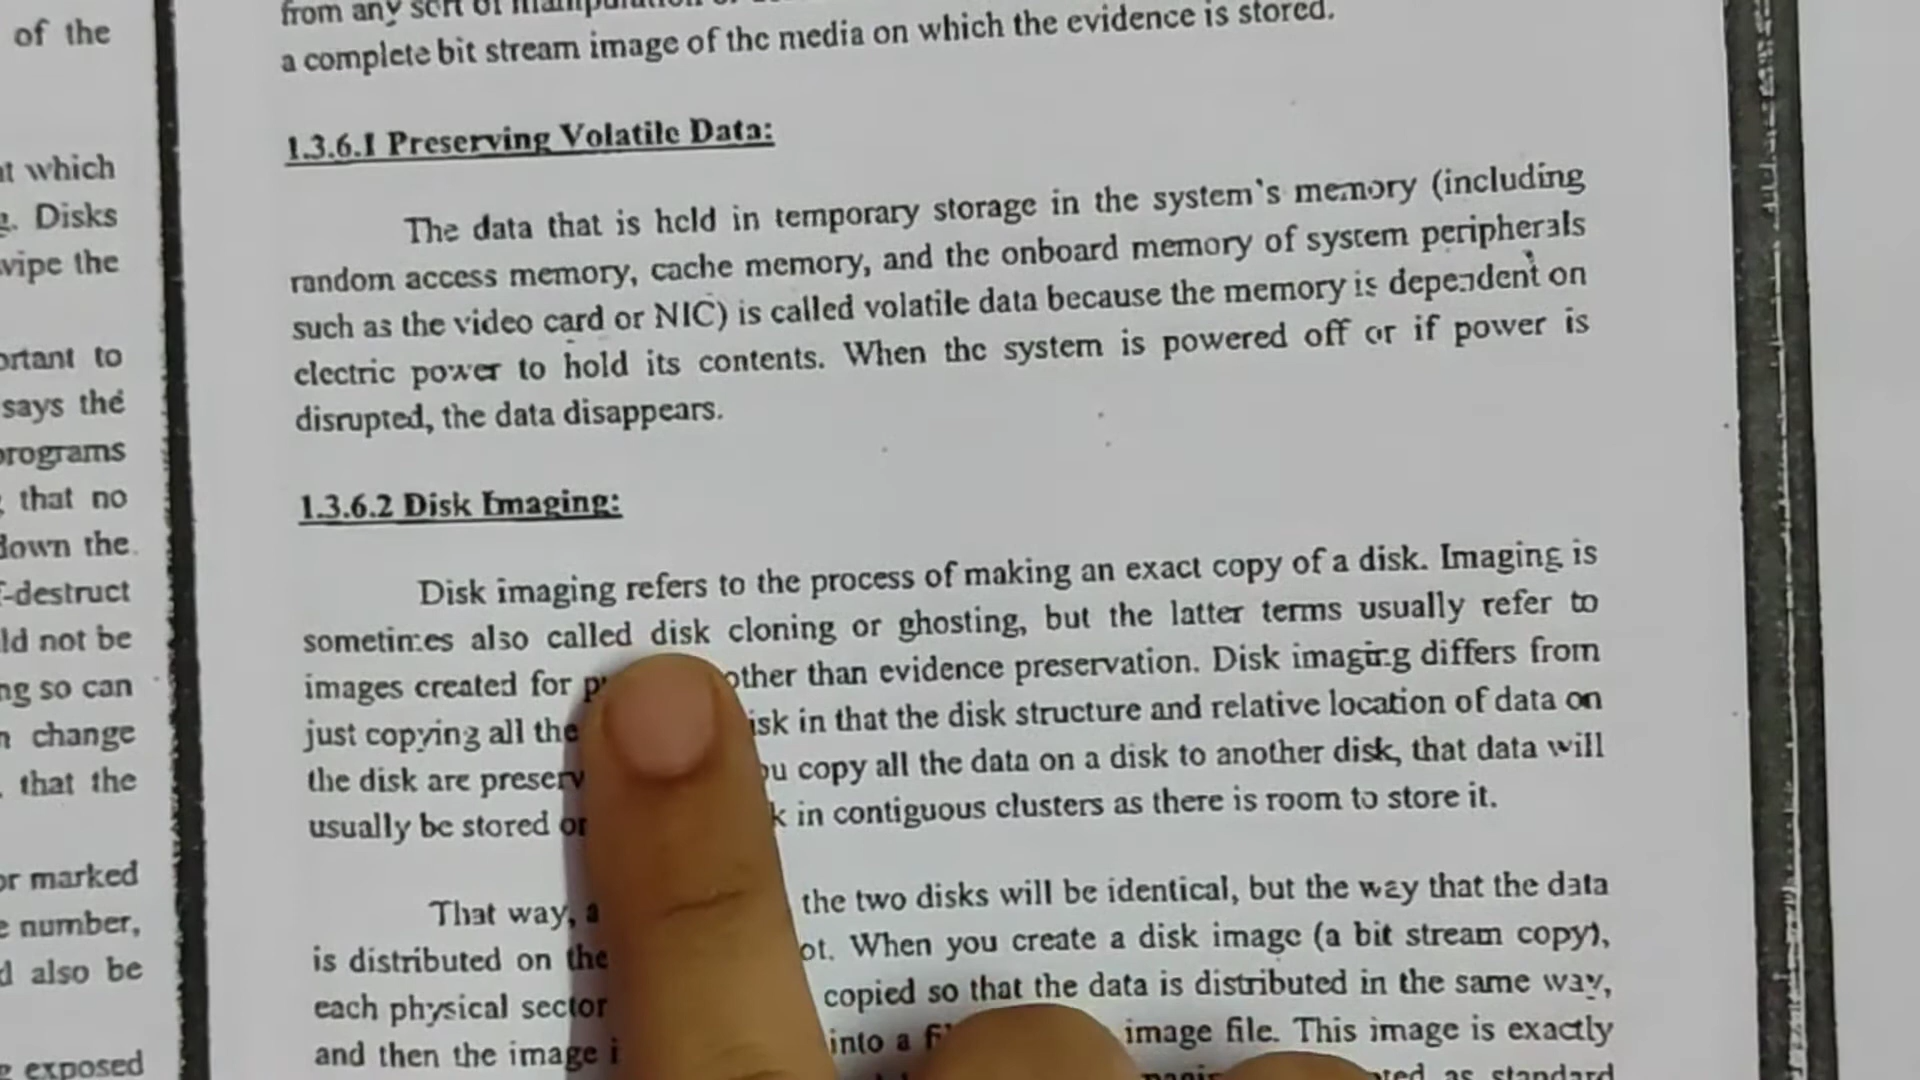 of the
which
Disks
wipe the
to
says the
programs
that no
down the
-destruct
not be
so can
change
that the
or marked
number,
also be
exposed
from any sort of
a complete bit stream image of the media on which the evidence is stored.
1.3.6.1 Preserving Volatile Data:
The data that is held in temporary storage in the system's memory (including
random access memory, cache memory, and the onboard memory of system peripherals
such as the video card or NIC) is called volatile data because the memory is dependent on
electric power to hold its contents. When the system is powered off or if power is
disrupted, the data disappears.
1.3.6.2 Disk Imaging:
Disk imaging refers to the process of making an exact copy of a disk. Imaging is
sometimes also called disk cloning or ghosting, but the latter terms usually refer to
images created for other than evidence preservation. Disk imaging differs from
just copying all the in that the disk structure and relative location of data on
the disk are copy all the data on a disk to another disk, that data will
usually be stored in contiguous clusters as there is room to store it.
That way, the two disks will be identical, but the way that the data
is distributed on the When you create a disk image (a bit stream copy),
each physical sector copied so that the data is distributed in the same way,
and then the image into a image file. This image is exactly
as standard